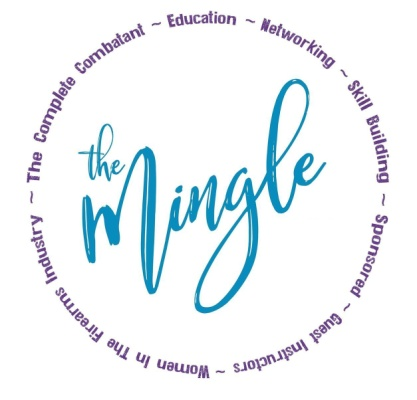 the
Mingle
The Complete Combatant ~ Education ~ Networking ~ Skill Building ~ Sponsored ~ Guest Instructors ~ Women In The Firearms Industry ~